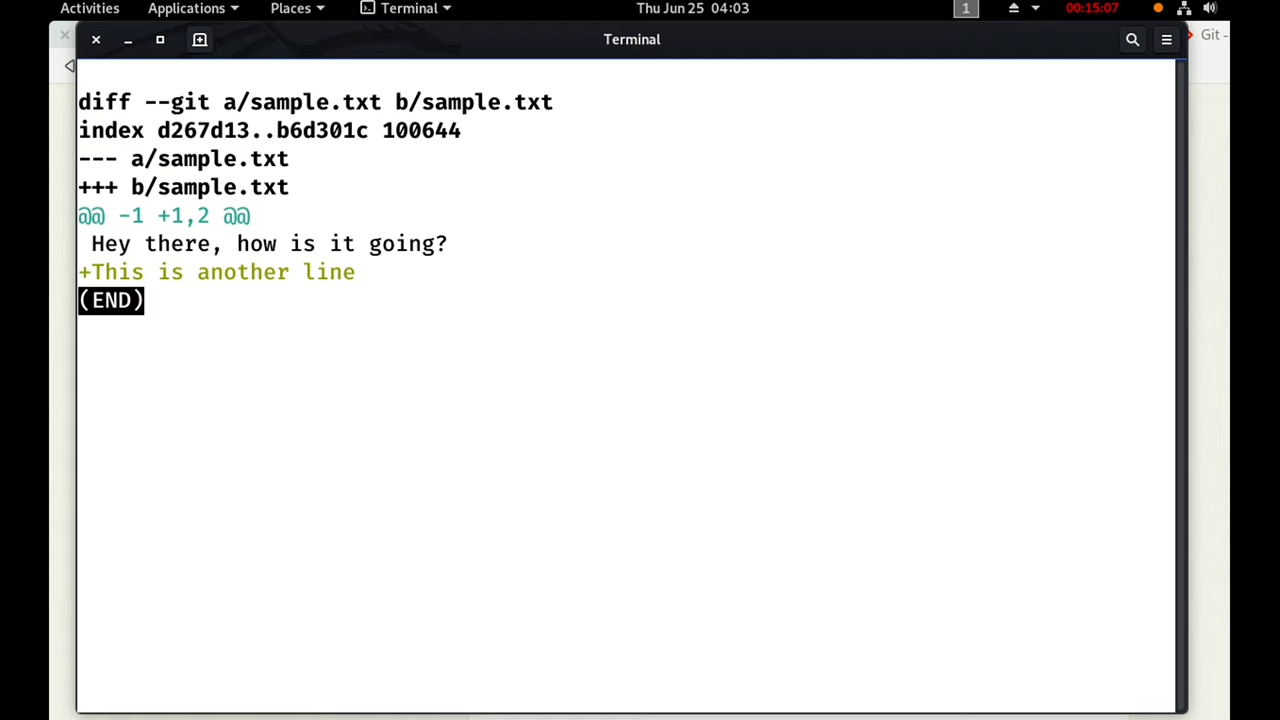 Activities Applications Places Terminal Thu Jun 25 04:03 1 00:15:07
Terminal
Git -
diff --git a/sample.txt b/sample.txt
index d267d13..b6d301c 100644
--- a/sample.txt
+++ b/sample.txt
@@ -1 +1,2 @@
 Hey there, how is it going?
+This is another line
(END)